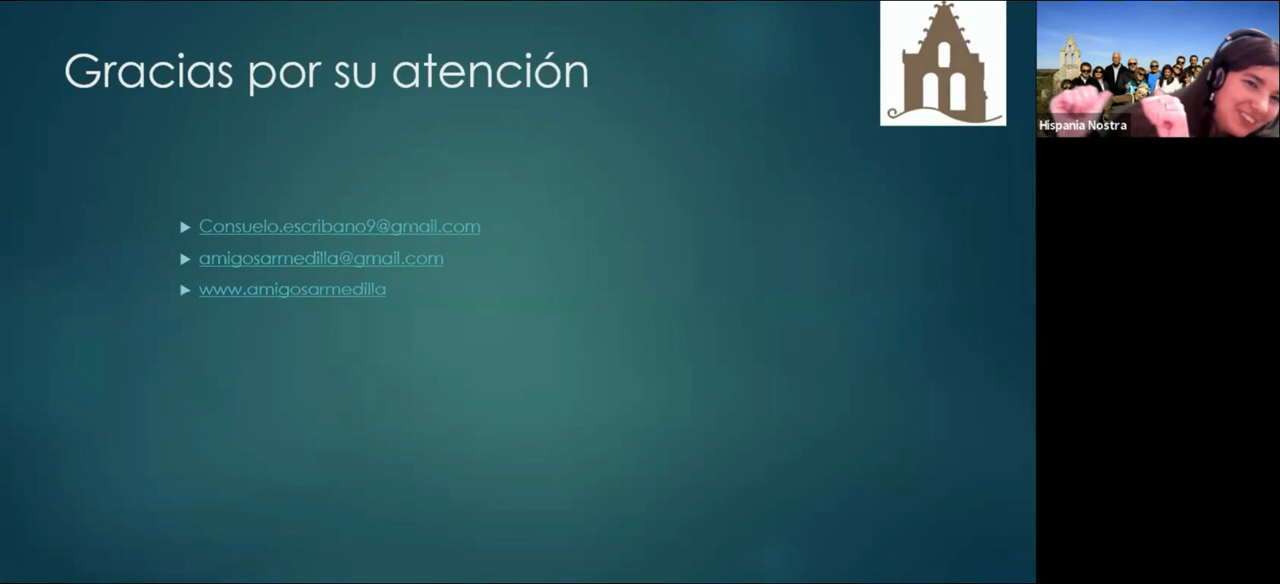 Gracias por su atención
Consuelo.escribano9@gmail.com
amigosarmedilla@gmail.com
www.amigosarmedilla
Hispania Nostra